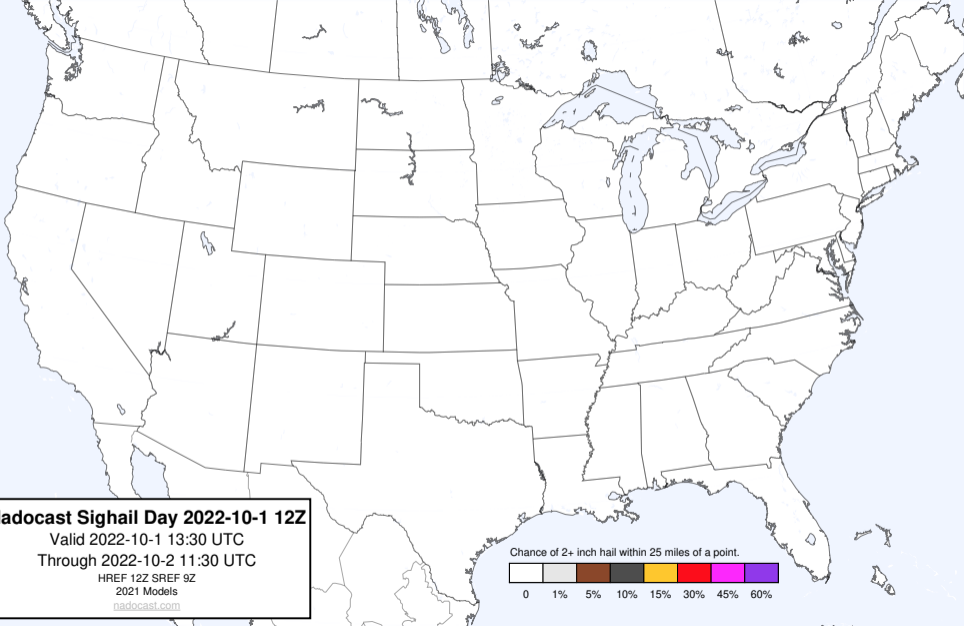 adocast Sighail Day 2022-10-1 12Z
Valid 2022-10-1 13:30 UTC
Through 2022-10-2 11:30 UTC
HREF 12Z SREF 9Z
2021 Models
nadocast.com
Chance of 2+ inch hail within 25 miles of a point.
0 1% 5% 10% 15% 30% 45% 60%